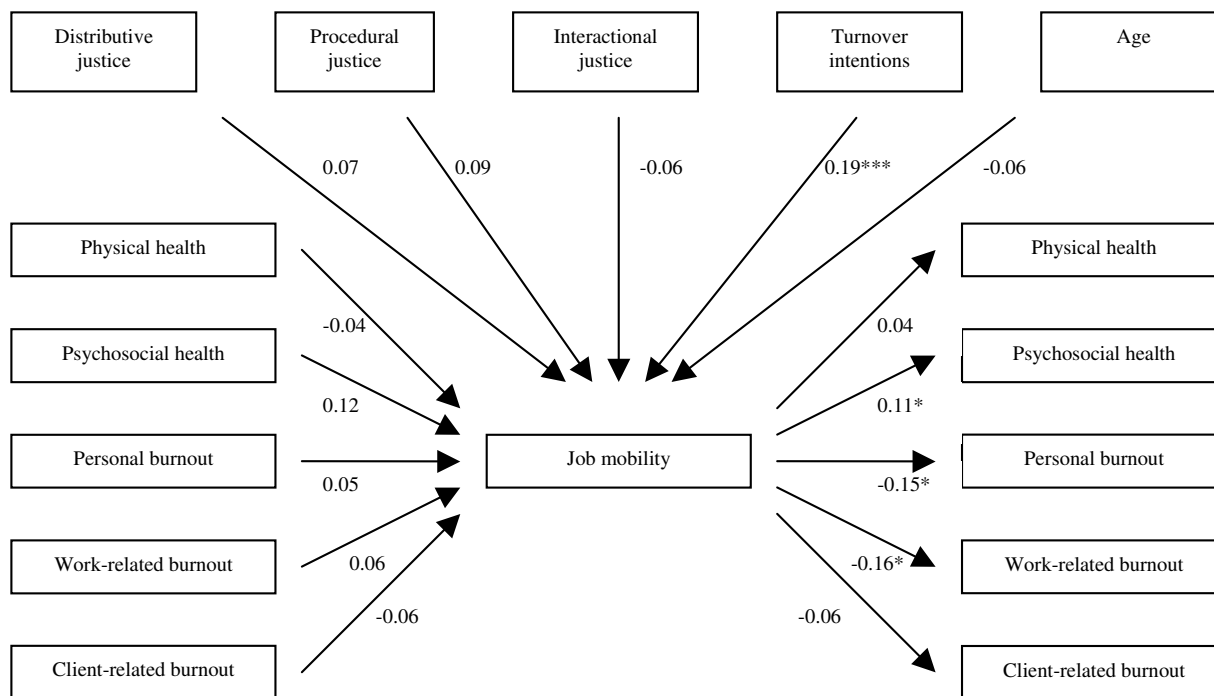 Distributive
justice
Procedural
justice
Interactional
justice
Turnover
intentions
Age
0.07
0.09
-0.06
0.19***
-0.06
Physical health
Physical health
-0.04
0.04
Psychosocial health
Psychosocial health
0.12
0.11*
Personal burnout
Job mobility
Personal burnout
0.05
-0.15*
Work-related burnout
0.06
-0.16*
Work-related burnout
-0.06
-0.06
Client-related burnout
Client-related burnout